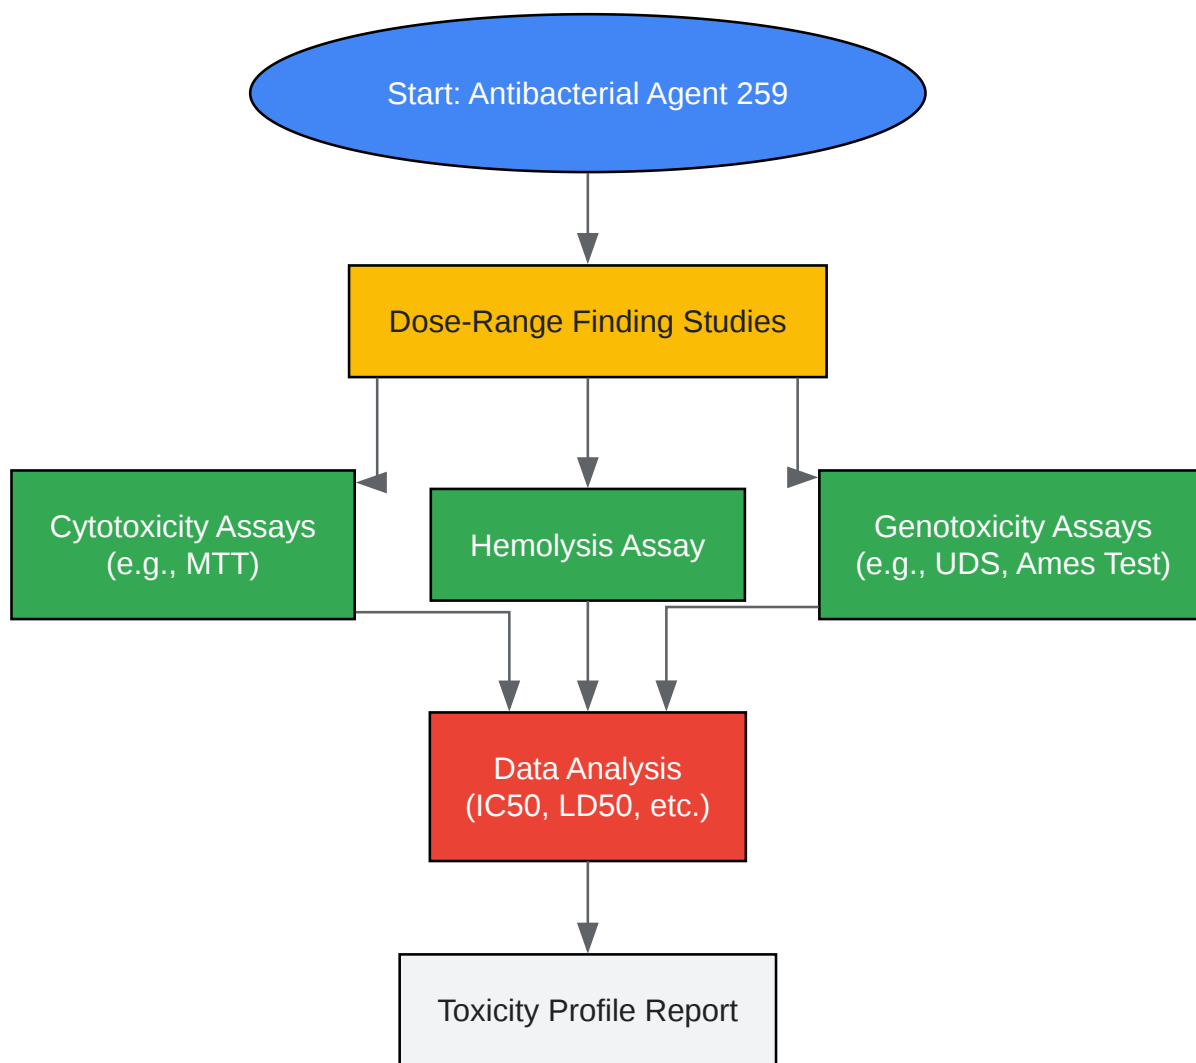 Start: Antibacterial Agent 259
Dose-Range Finding Studies
Cytotoxicity Assays
(e.g., MTT)
Hemolysis Assay
Genotoxicity Assays
(e.g., UDS, Ames Test)
Data Analysis
(IC50, LD50, etc.)
Toxicity Profile Report